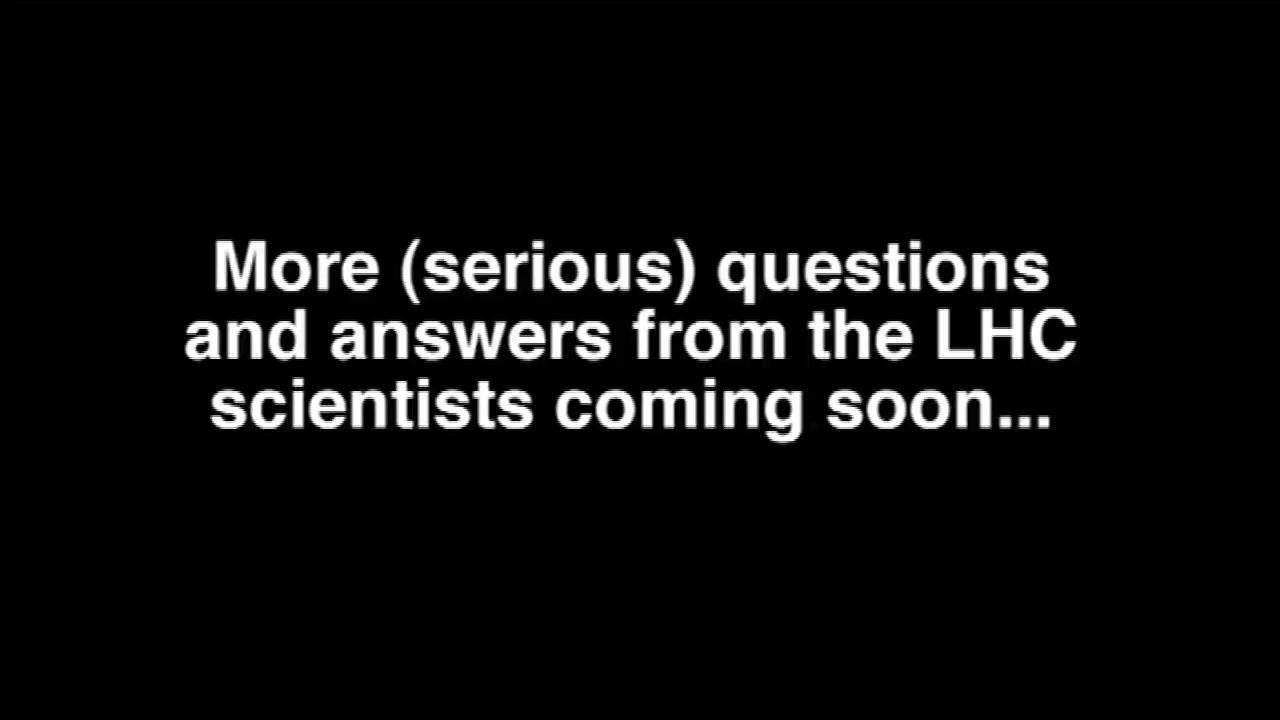 More (serious) questions
and answers from the LHC
scientists coming soon...